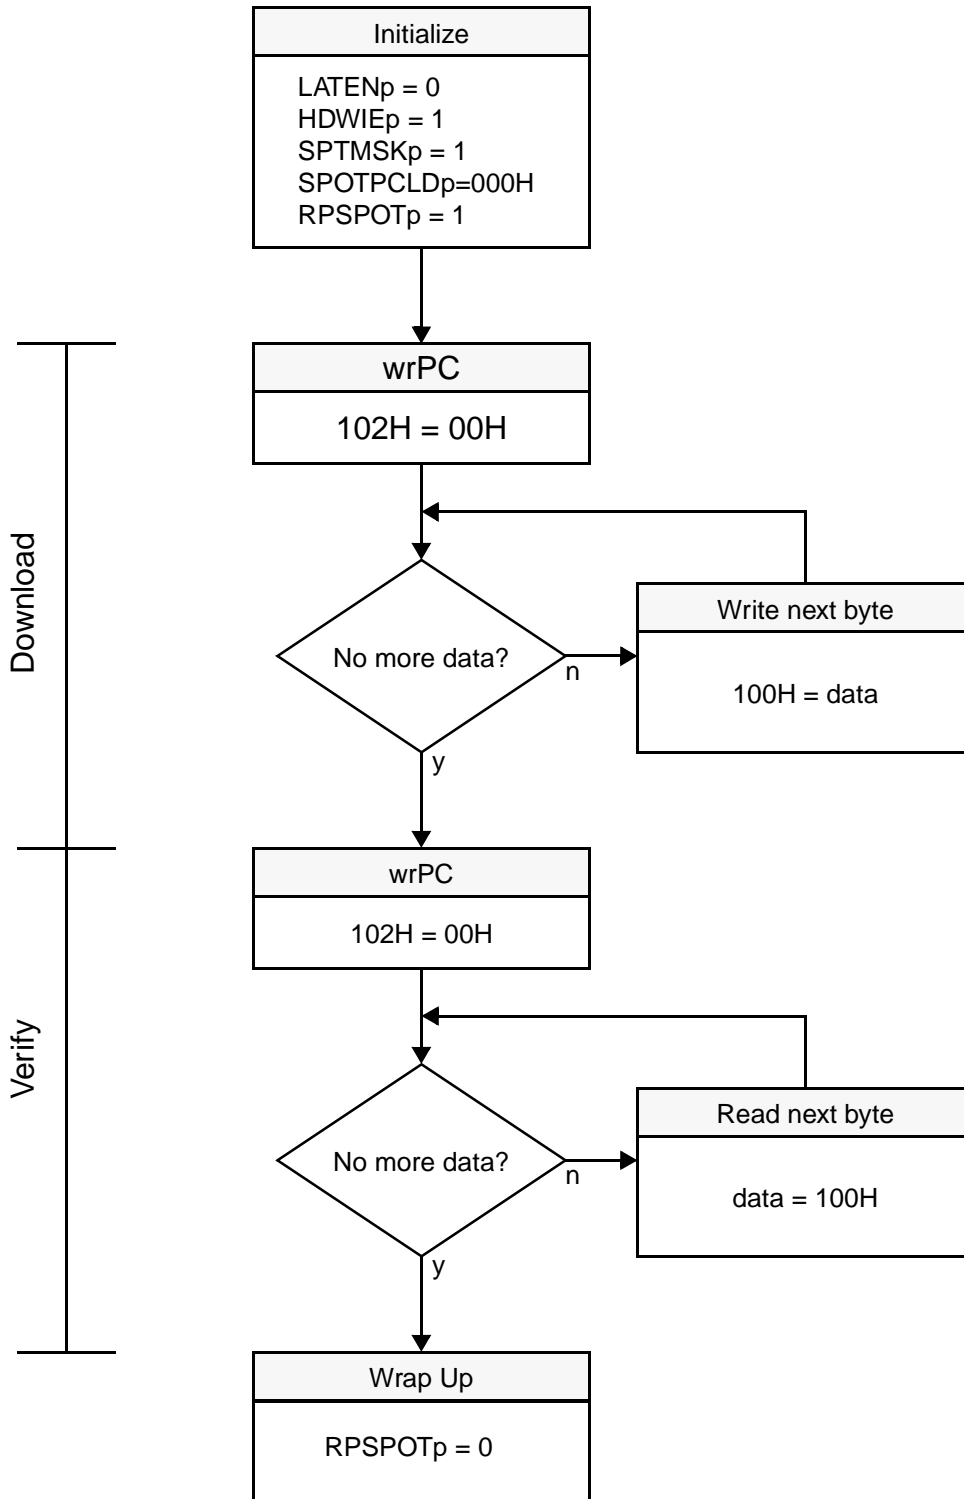 Initialize
LATENp = 0
HDWIEp = 1
SPTMSKp = 1
SPOTPCLDp=000H
RPSPOTp = 1
Download
wrPC
102H = 00H
No more data?
n
y
Write next byte
100H = data
Verify
wrPC
102H = 00H
No more data?
n
y
Read next byte
data = 100H
Wrap Up
RPSPOTp = 0